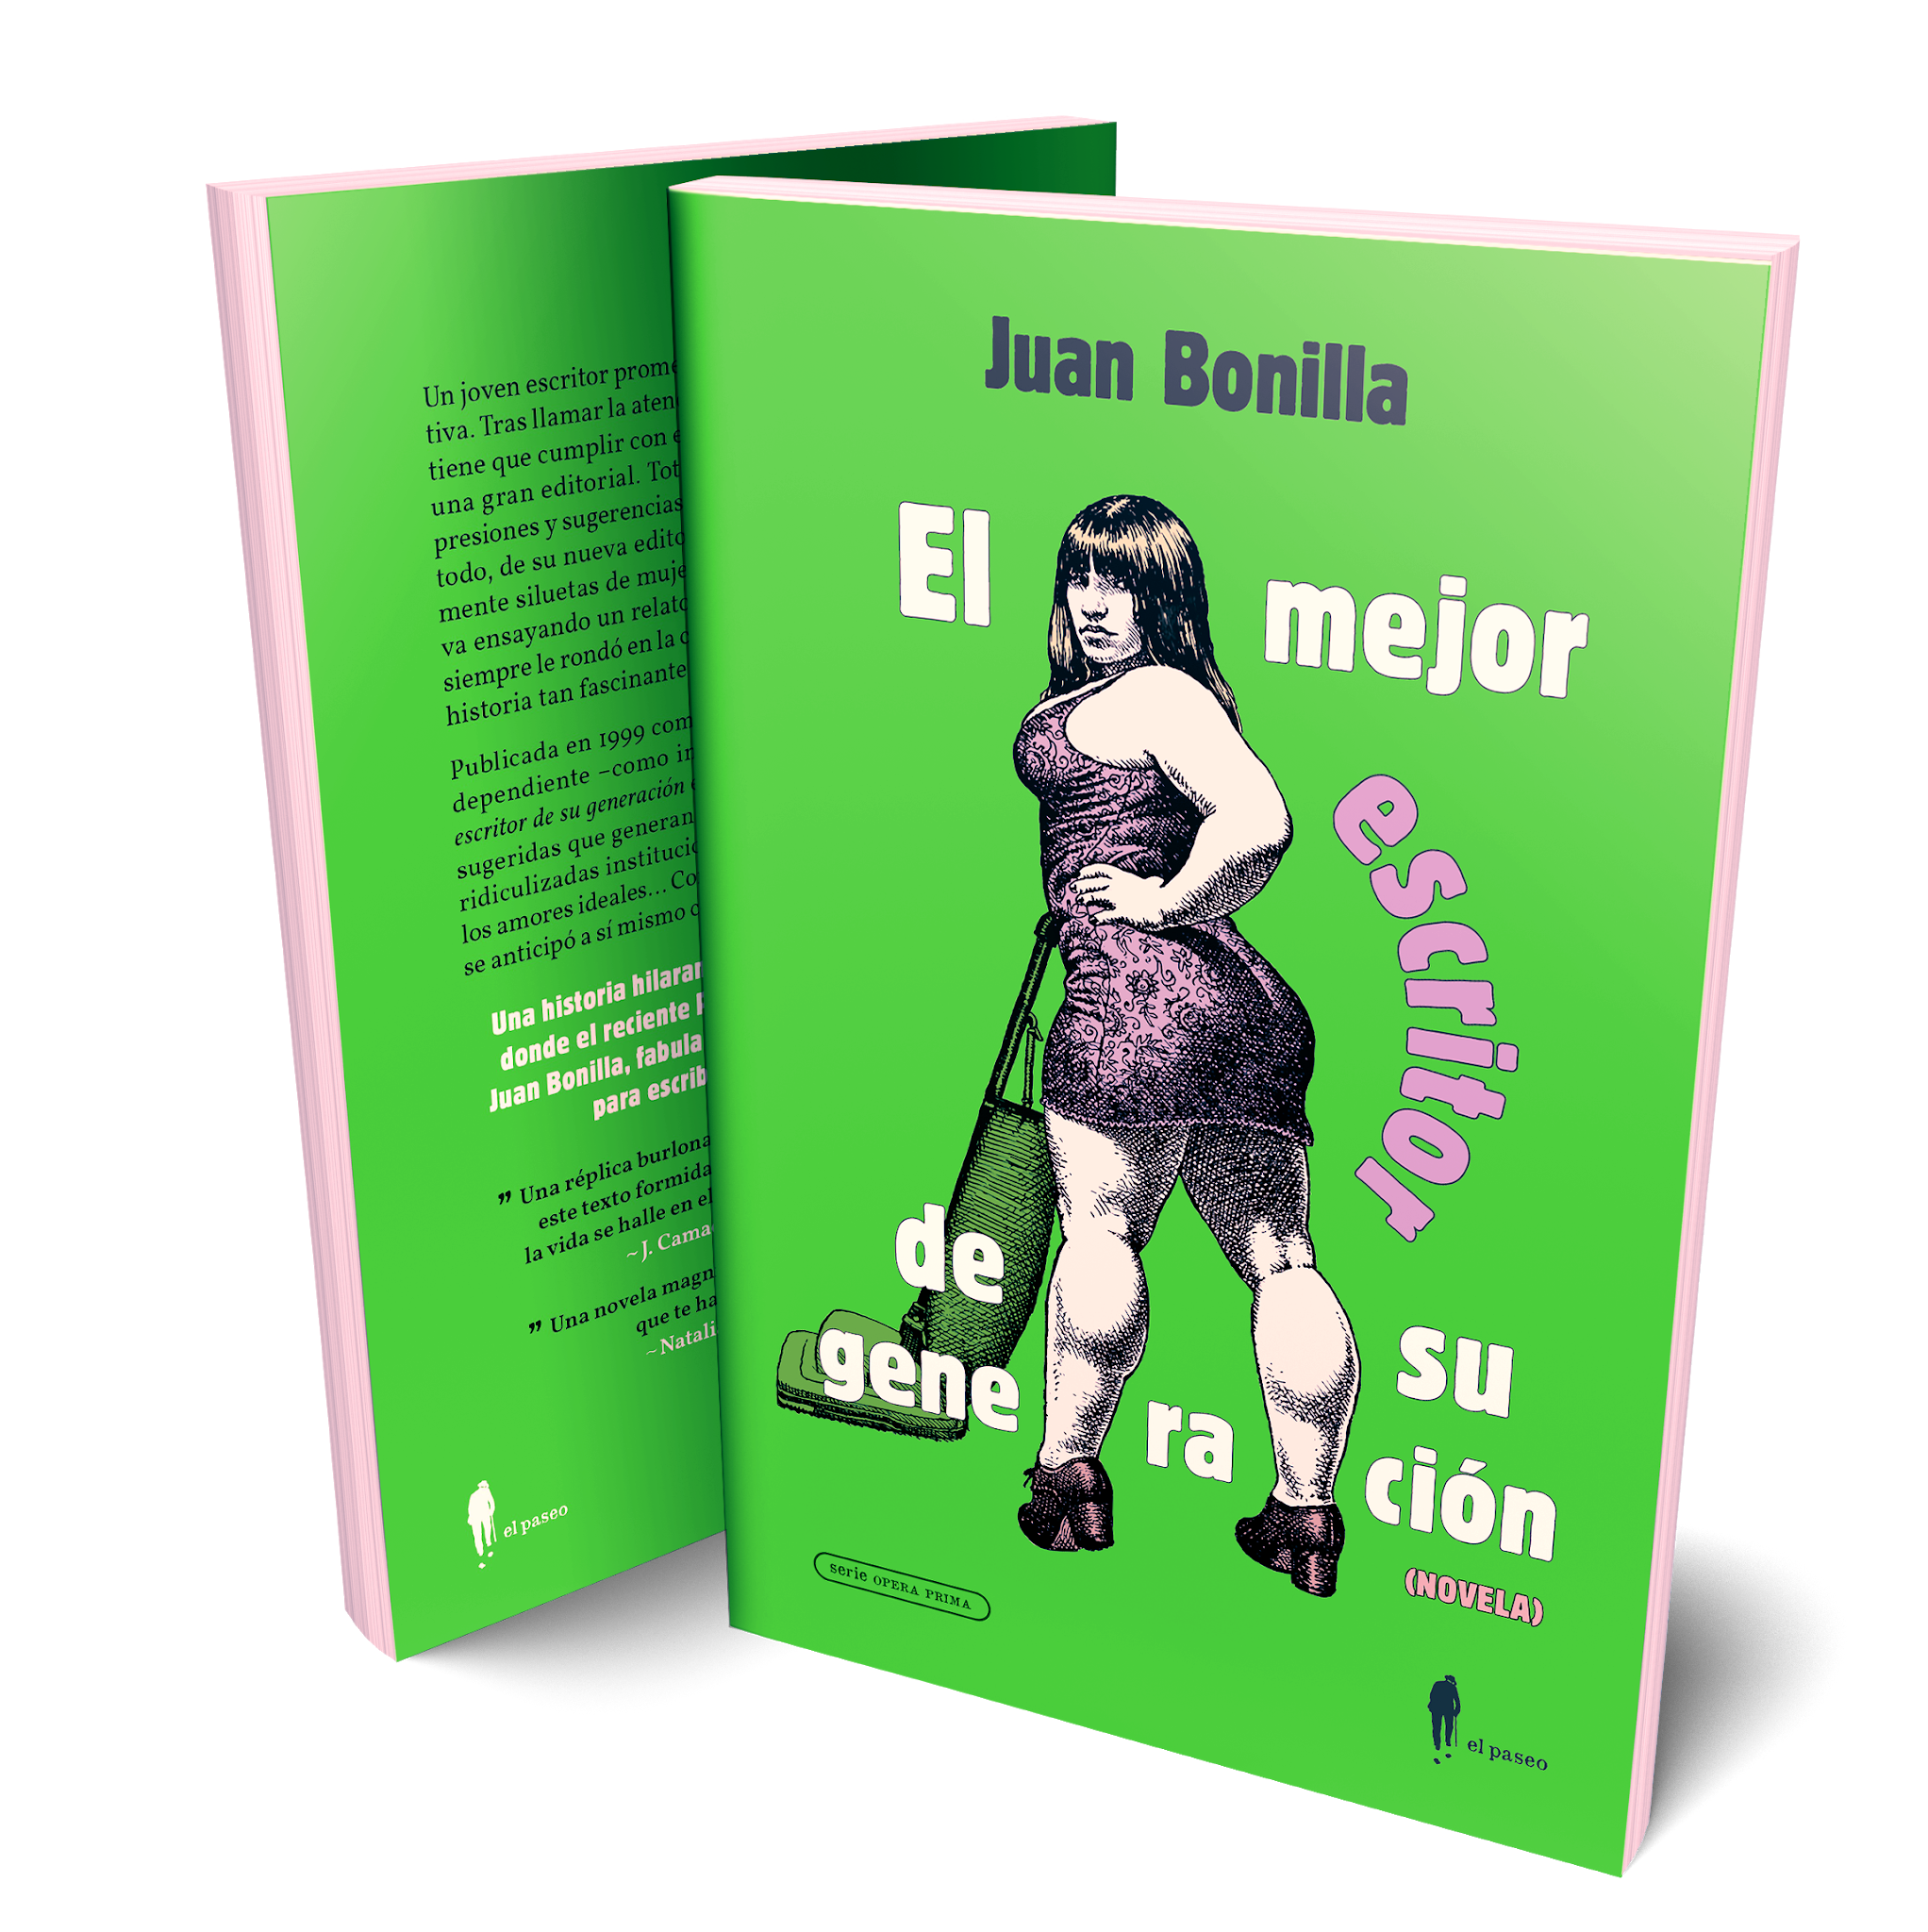 Juan Bonilla
El mejor
escritor
de su
generación
(NOVELA)
serie OPERA PRIMA
el paseo
Un joven escritor prome
tiva. Tras llamar la aten
tiene que cumplir con
una gran editorial. Tot
presiones y sugerencias
todo, de su nueva edito
mente siluetas de muje
va ensayando un relato
siempre le rondó en la
historia tan fascinante
Publicada en 1999 com
dependiente –como in
escritor de su generación
sugeridas que generan
ridiculizadas institucio
los amores ideales... Co
se anticipó a sí mismo
Una historia hilaran
donde el reciente
Juan Bonilla, fabula
para escrib
” Una réplica burlona
este texto formida
la vida se halle en el
~J. Cama
” Una novela magn
que te ha
~Natali
el paseo